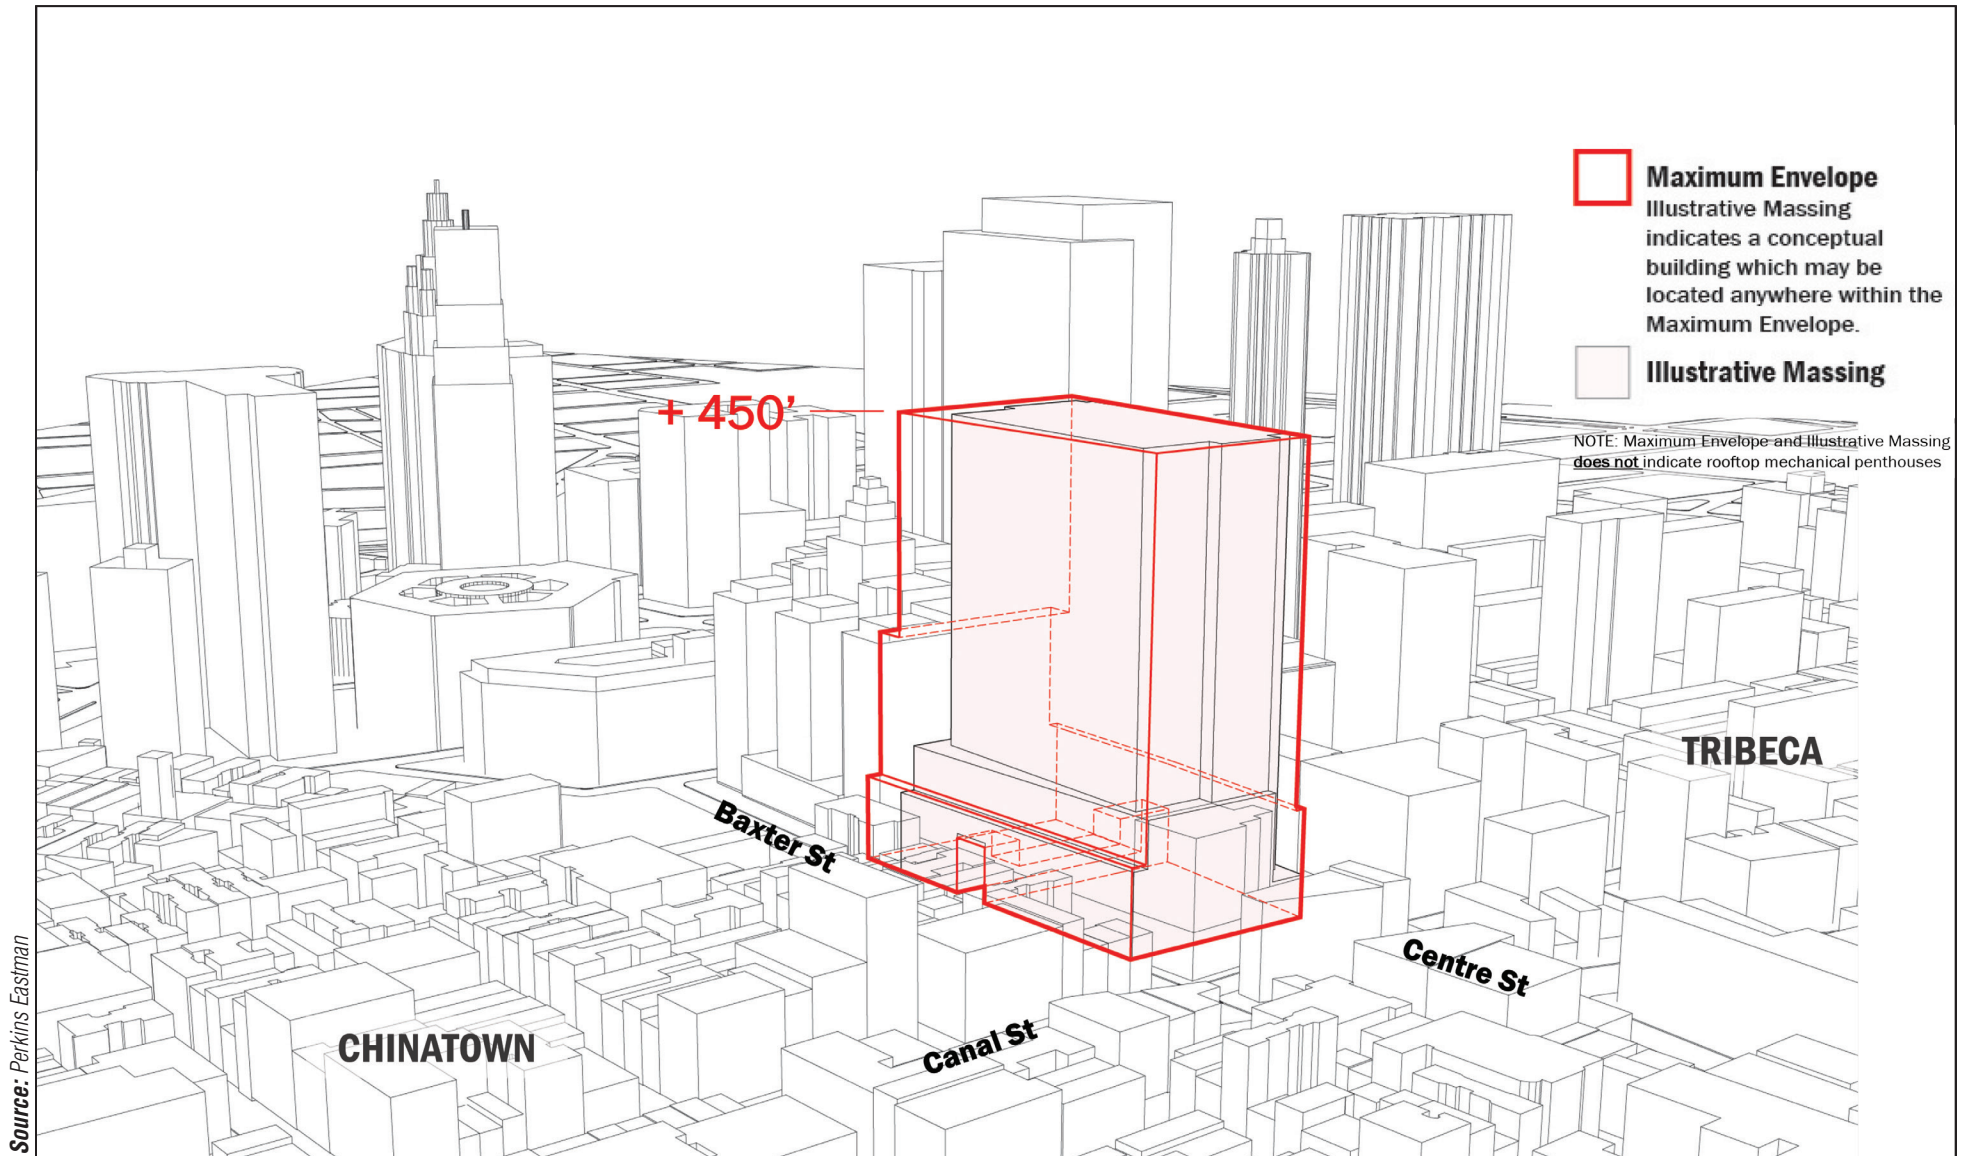 Maximum Envelope
Illustrative Massing
indicates a conceptual
building which may be
located anywhere within the
Maximum Envelope.
Illustrative Massing
+ 450’
NOTE: Maximum Envelope and Illustrative Massing
does not indicate rooftop mechanical penthouses
TRIBECA
Baxter St
Centre St
Canal St
CHINATOWN
Source: Perkins Eastman